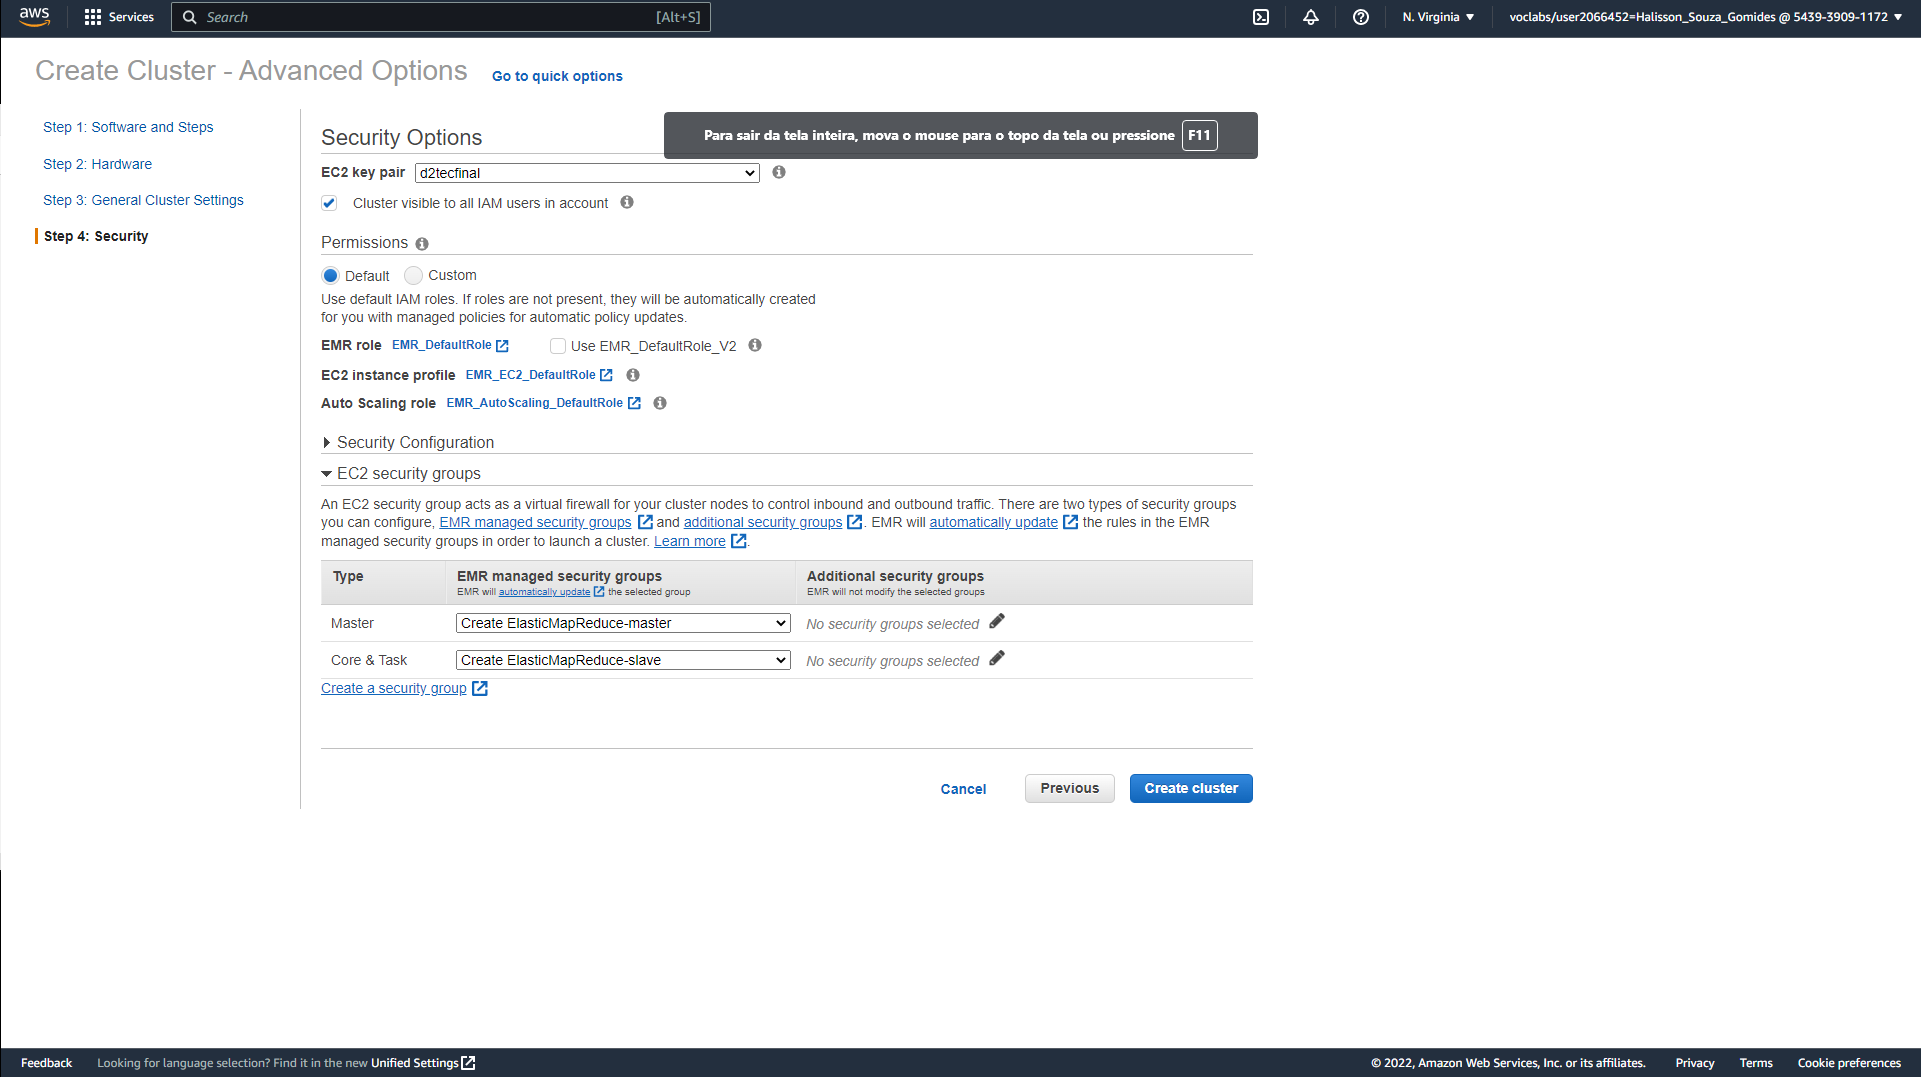 aws
Services
Search
[Alt+S]
N. Virginia
voclabs/user2066452=Halisson_Souza_Gomides @ 5439-3909-1172
Create Cluster - Advanced Options
Go to quick options
Step 1: Software and Steps
Step 2: Hardware
Step 3: General Cluster Settings
Step 4: Security
Security Options
Para sair da tela inteira, mova o mouse para o topo da tela ou pressione F11
EC2 key pair
d2tecfinal
Cluster visible to all IAM users in account
Permissions
Default
Custom
Use default IAM roles. If roles are not present, they will be automatically created
for you with managed policies for automatic policy updates.
EMR role EMR_DefaultRole Use EMR_DefaultRole_V2
EC2 instance profile EMR_EC2_DefaultRole
Auto Scaling role EMR_AutoScaling_DefaultRole
Security Configuration
EC2 security groups
An EC2 security group acts as a virtual firewall for your cluster nodes to control inbound and outbound traffic. There are two types of security groups
you can configure, EMR managed security groups and additional security groups . EMR will automatically update the rules in the EMR
managed security groups in order to launch a cluster. Learn more .
Type
EMR managed security groups
EMR will automatically update the selected group
Additional security groups
EMR will not modify the selected groups
Master
Create ElasticMapReduce-master
No security groups selected
Core & Task
Create ElasticMapReduce-slave
No security groups selected
Create a security group
Cancel
Previous
Create cluster
Feedback
Looking for language selection? Find it in the new Unified Settings
© 2022, Amazon Web Services, Inc. or its affiliates.
Privacy
Terms
Cookie preferences